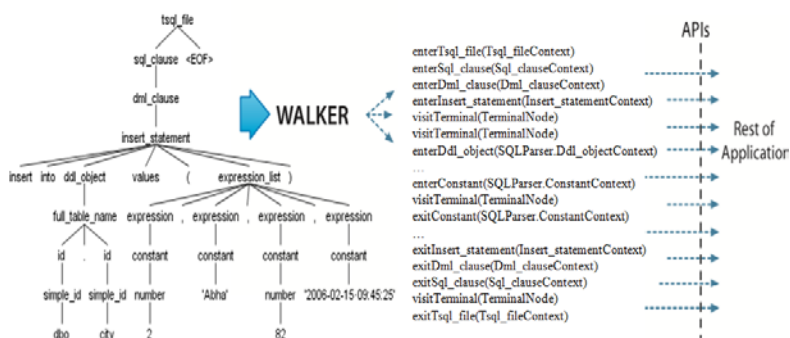 tsql_file
sql_clause <EOF>
dml_clause
insert_statement
insert into ddl_object values ( expression_list )
full_table_name expression , expression , expression , expression
id . id constant constant constant constant
simple_id simple_id number 'Abha' number '2006-02-15 09:45:25'
dbo city 2 82
WALKER
APIs
enterTsql_file(Tsql_fileContext)
enterSql_clause(Sql_clauseContext)
enterDml_clause(Dml_clauseContext)
enterInsert_statement(Insert_statementContext)
visitTerminal(TerminalNode)
visitTerminal(TerminalNode)
enterDdl_object(SQLParser.Ddl_objectContext)
...
enterConstant(SQLParser.ConstantContext)
visitTerminal(TerminalNode)
exitConstant(SQLParser.ConstantContext)
...
exitInsert_statement(Insert_statementContext)
exitDml_clause(Dml_clauseContext)
exitSql_clause(Sql_clauseContext)
visitTerminal(TerminalNode)
exitTsql_file(Tsql_fileContext)
Rest of
Application